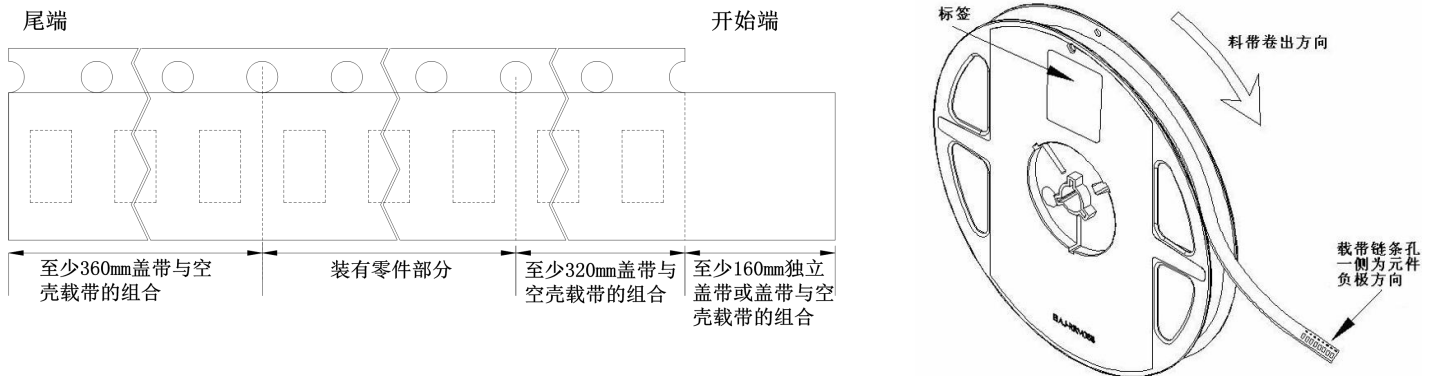 尾端
开始端
至少360mm盖带与空
壳载带的组合
装有零件部分
至少320mm盖带与
空壳载带的组合
至少160mm独立
盖带或盖带与空
壳载带的组合
标签
料带卷出方向
载带链条孔
一侧为元件
负极方向